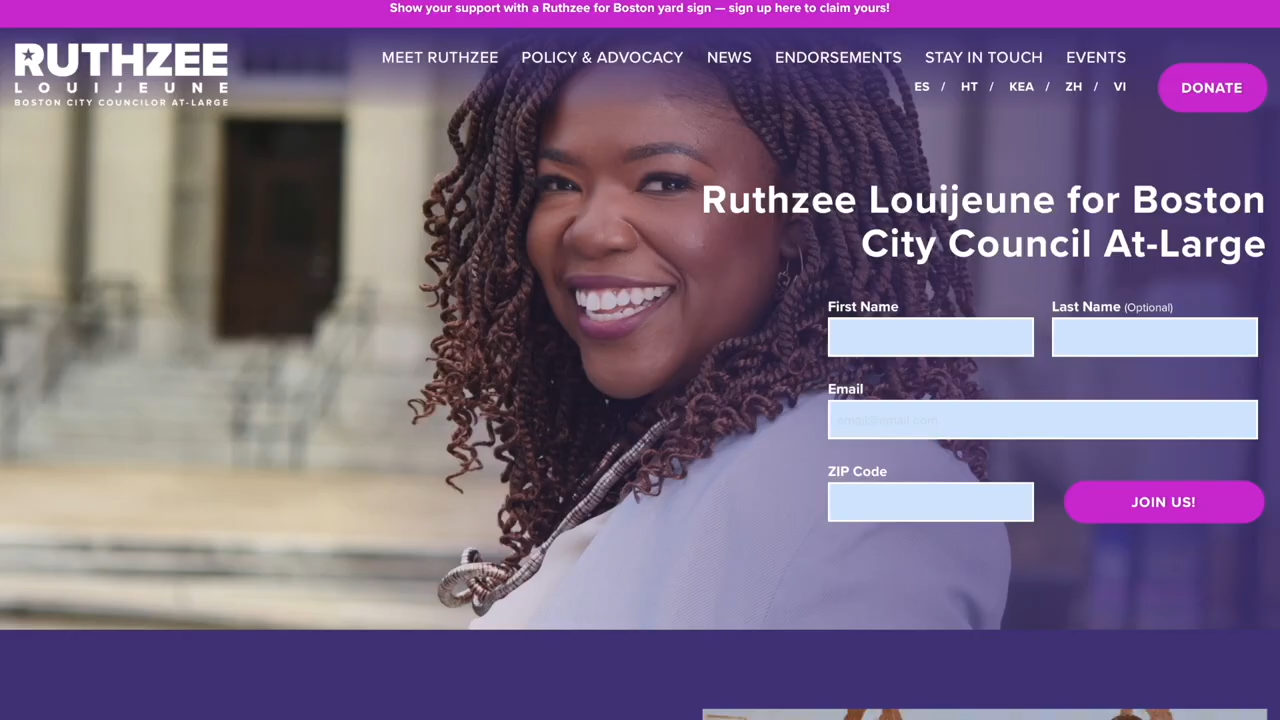 Show your support with a Ruthzee for Boston yard sign — sign up here to claim yours!
RUTHZEE
LOUIJEUNE
BOSTON CITY COUNCILOR AT-LARGE
MEET RUTHZEE POLICY & ADVOCACY NEWS ENDORSEMENTS STAY IN TOUCH EVENTS
ES / HT / KEA / ZH / VI
DONATE
Ruthzee Louijeune for Boston
City Council At-Large
First Name Last Name (Optional)
Email
email@email.com
ZIP Code
JOIN US!